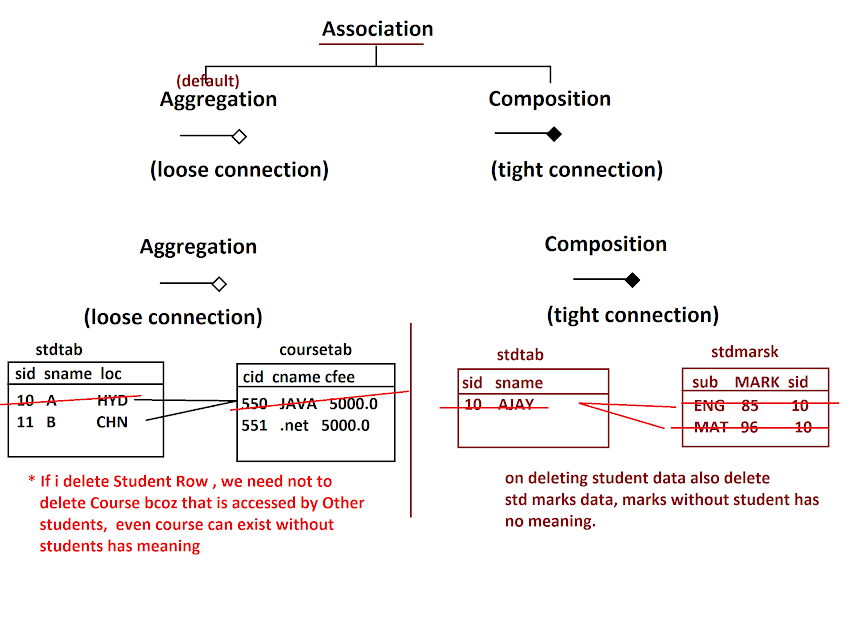 Association
(default)
Aggregation
Composition
(loose connection)
(tight connection)
Aggregation
(loose connection)
Composition
(tight connection)
stdtab
sid sname loc
10 A HYD
11 B CHN
coursetab
cid cname cfee
550 JAVA 5000.0
551 .net 5000.0
* If i delete Student Row , we need not to
delete Course bcoz that is accessed by Other
students, even course can exist without
students has meaning
stdtab
sid sname
10 AJAY
stdmarsk
sub MARK sid
ENG 85 10
MAT 96 10
on deleting student data also delete
std marks data, marks without student has
no meaning.